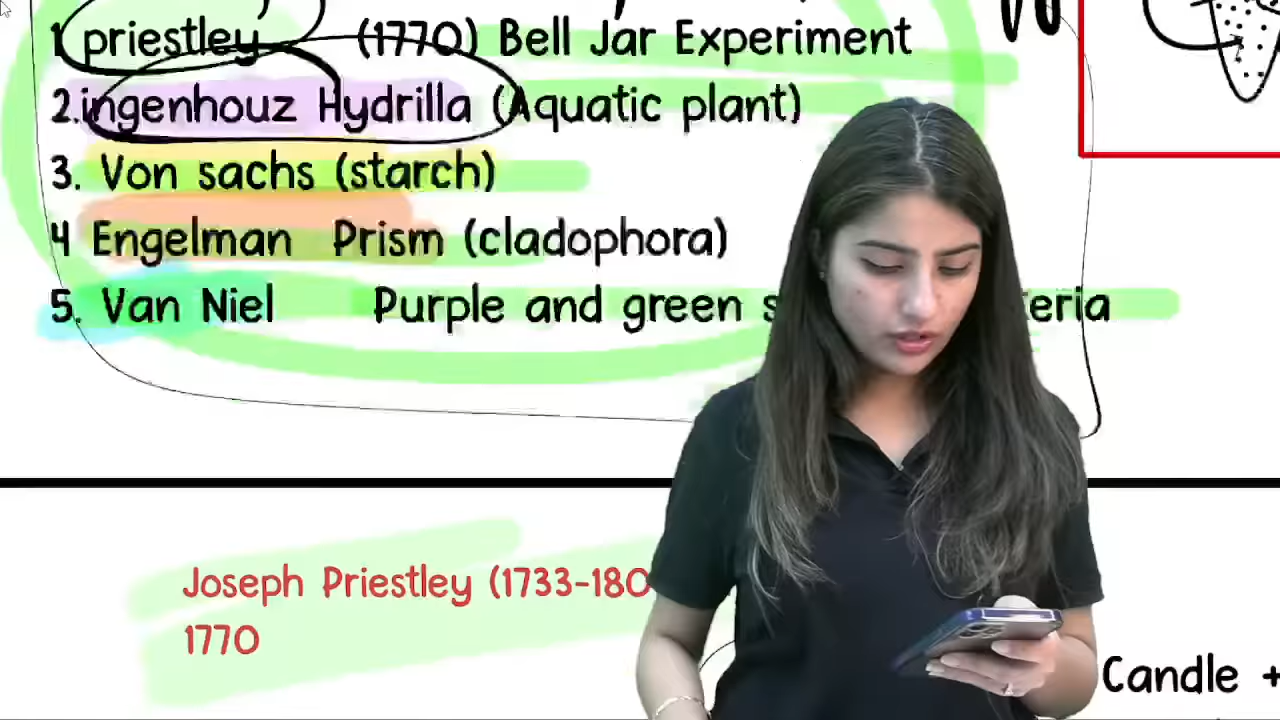 1 priestley (1770) Bell Jar Experiment
2.ingenhouz Hydrilla (Aquatic plant)
3. Von sachs (starch)
4 Engelman Prism (cladophora)
5. Van Niel Purple and green
Joseph Priestley (1733-180
1770
Candle +